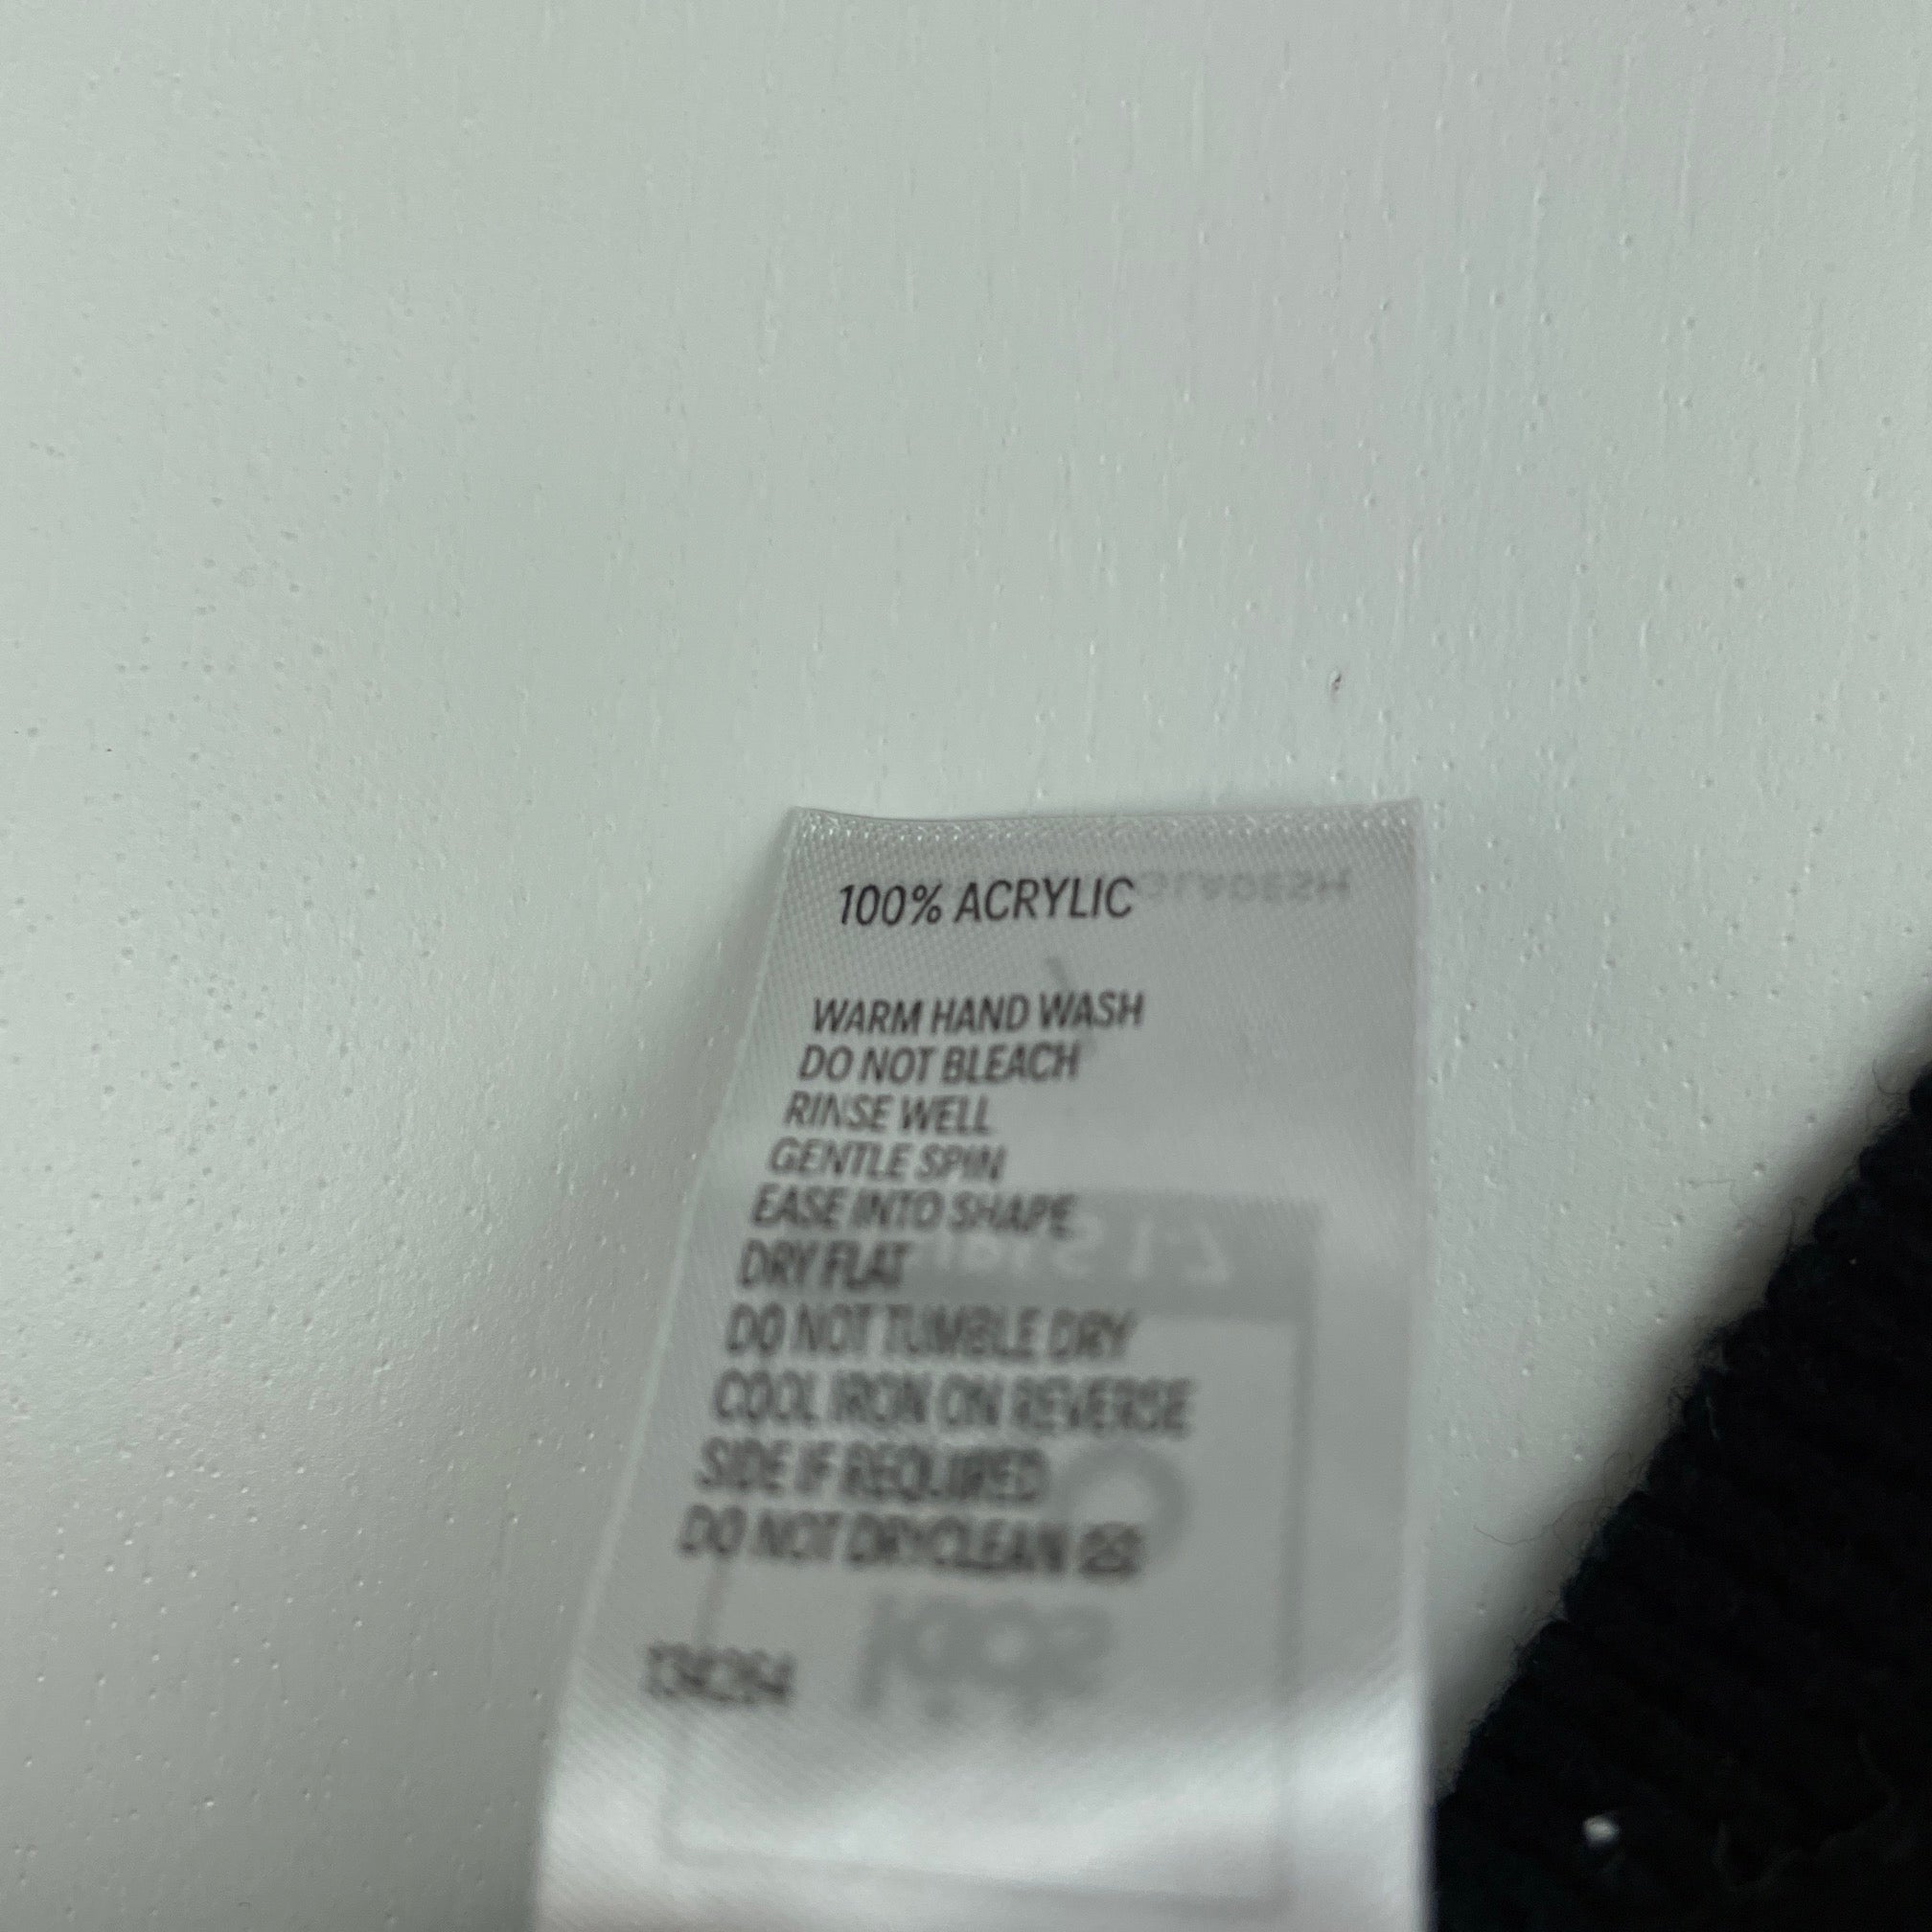 100% ACRYLIC
WARM HAND WASH
DO NOT BLEACH
RINSE WELL
GENTLE SPIN
EASE INTO SHAPE
DRY FLAT
DO NOT TUMBLE DRY
COOL IRON ON REVERSE
SIDE IF REQUIRED
DO NOT DRYCLEAN